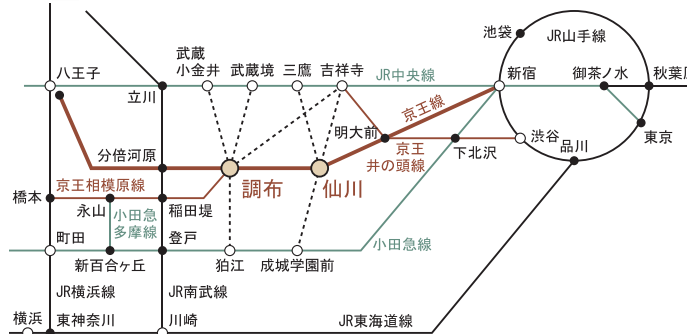 池袋
JR山手線
八王子
立川
武蔵
小金井
武蔵境
三鷹
吉祥寺
JR中央線
新宿
御茶ノ水
秋葉原
京王線
明大前
京王
井の頭線
下北沢
渋谷
品川
東京
分倍河原
調布
仙川
橋本
京王相模原線
永山
小田急
多摩線
稲田堤
町田
新百合ヶ丘
登戸
狛江
成城学園前
小田急線
JR横浜線
JR南武線
横浜
東神奈川
川崎
JR東海道線